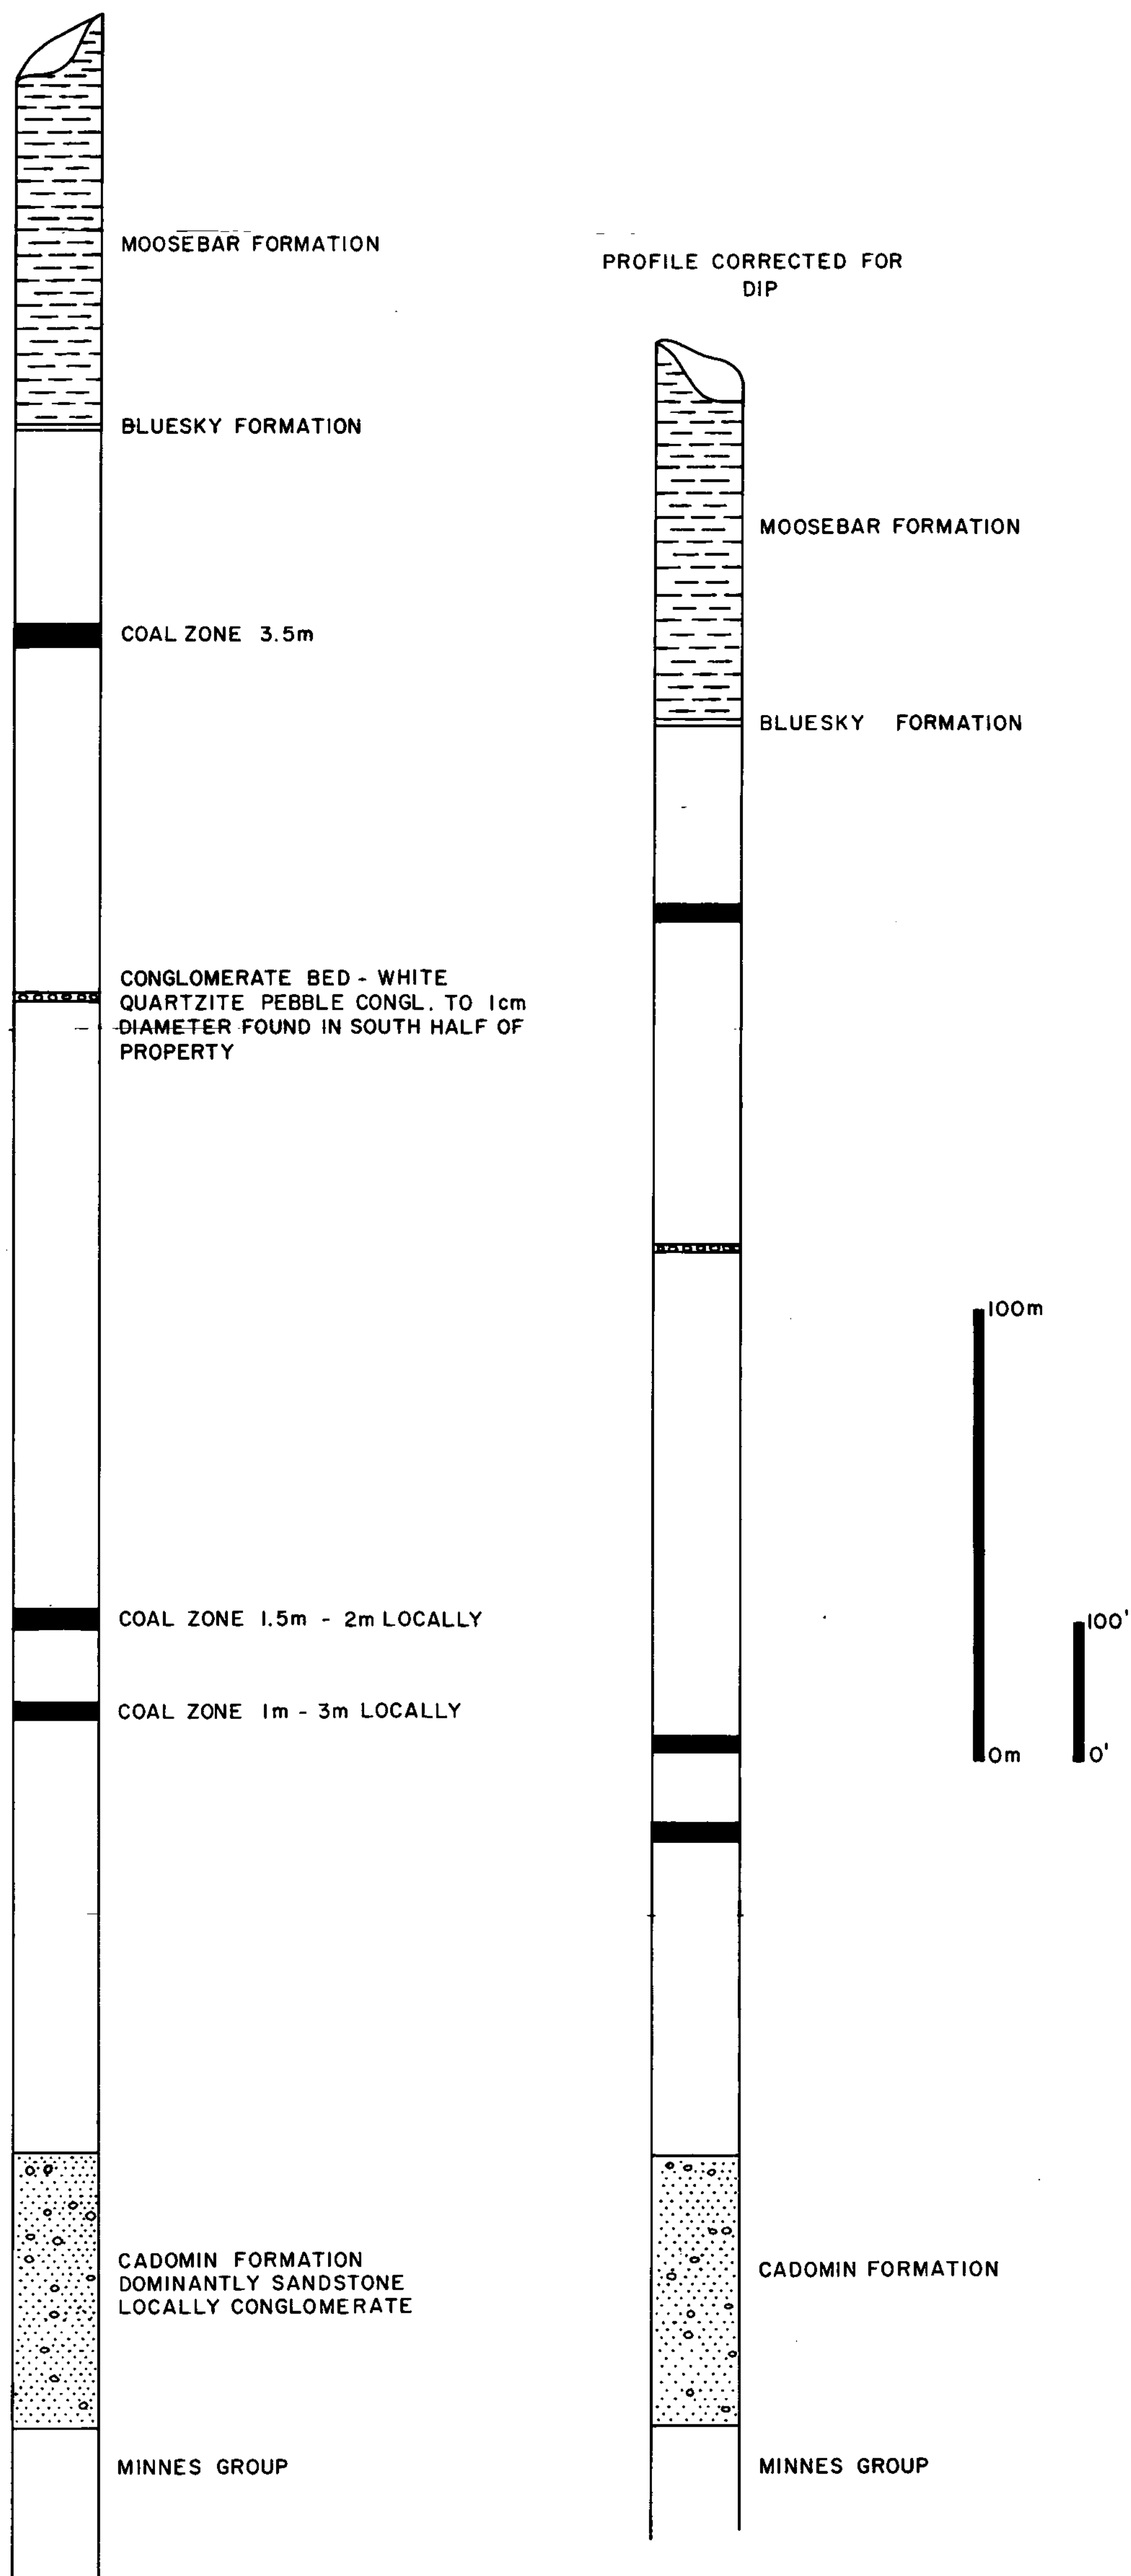 MOOSEBAR FORMATION
BLUESKY FORMATION
COAL ZONE 3.5m
CONGLOMERATE BED - WHITE
QUARTZITE PEBBLE CONGL. TO 1cm
DIAMETER FOUND IN SOUTH HALF OF
PROPERTY
COAL ZONE 1.5m - 2m LOCALLY
COAL ZONE 1m - 3m LOCALLY
CADOMIN FORMATION
DOMINANTLY SANDSTONE
LOCALLY CONGLOMERATE
MINNES GROUP
PROFILE CORRECTED FOR
DIP
MOOSEBAR FORMATION
BLUESKY FORMATION
CADOMIN FORMATION
MINNES GROUP
100m
0m
100'
0'